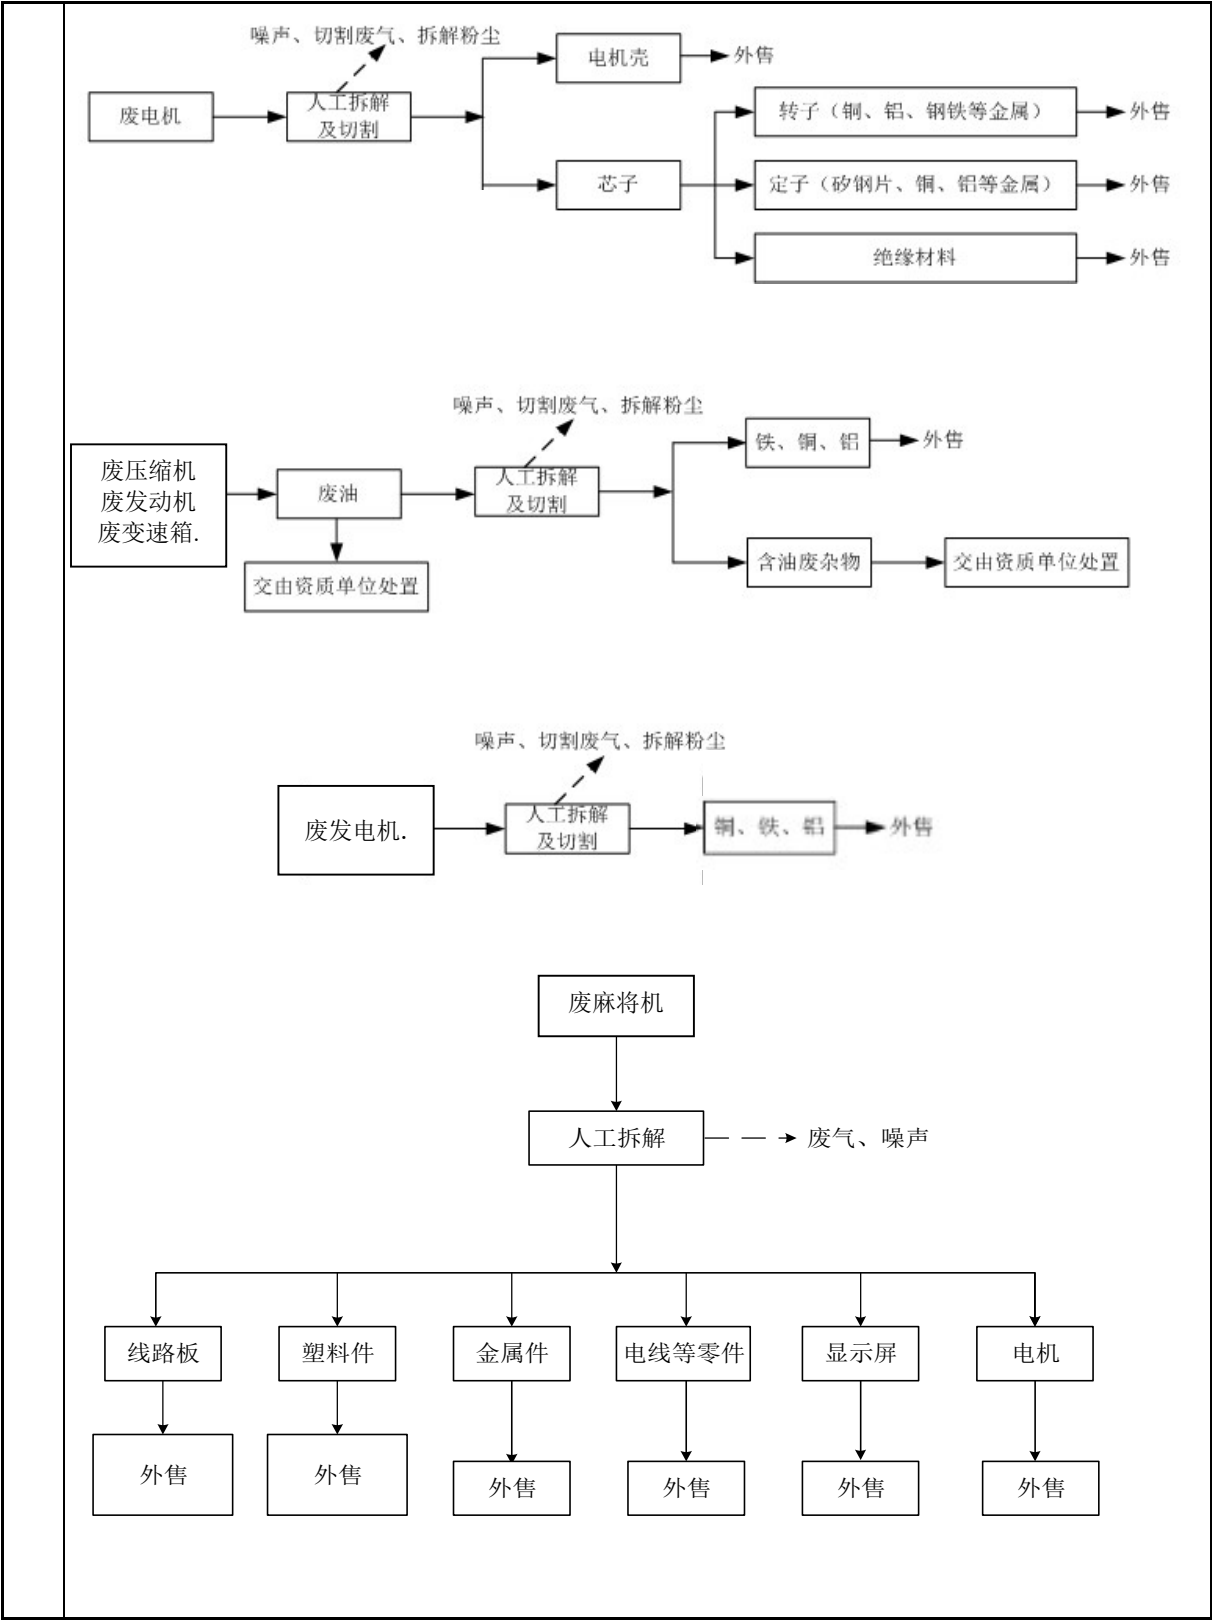 噪声、切割废气、拆解粉尘
电机壳
外售
废电机
人工拆解
及切割
转子（铜、铝、钢铁等金属）
外售
芯子
定子（矽钢片、铜、铝等金属）
外售
绝缘材料
外售
噪声、切割废气、拆解粉尘
铁、铜、铝
外售
废压缩机
废发动机
废变速箱.
废油
人工拆解
及切割
交由资质单位处置
含油废杂物
交由资质单位处置
噪声、切割废气、拆解粉尘
废发电机.
人工拆解
及切割
铜、铁、铝
外售
废麻将机
人工拆解
废气、噪声
线路板
塑料件
金属件
电线等零件
显示屏
电机
外售
外售
外售
外售
外售
外售